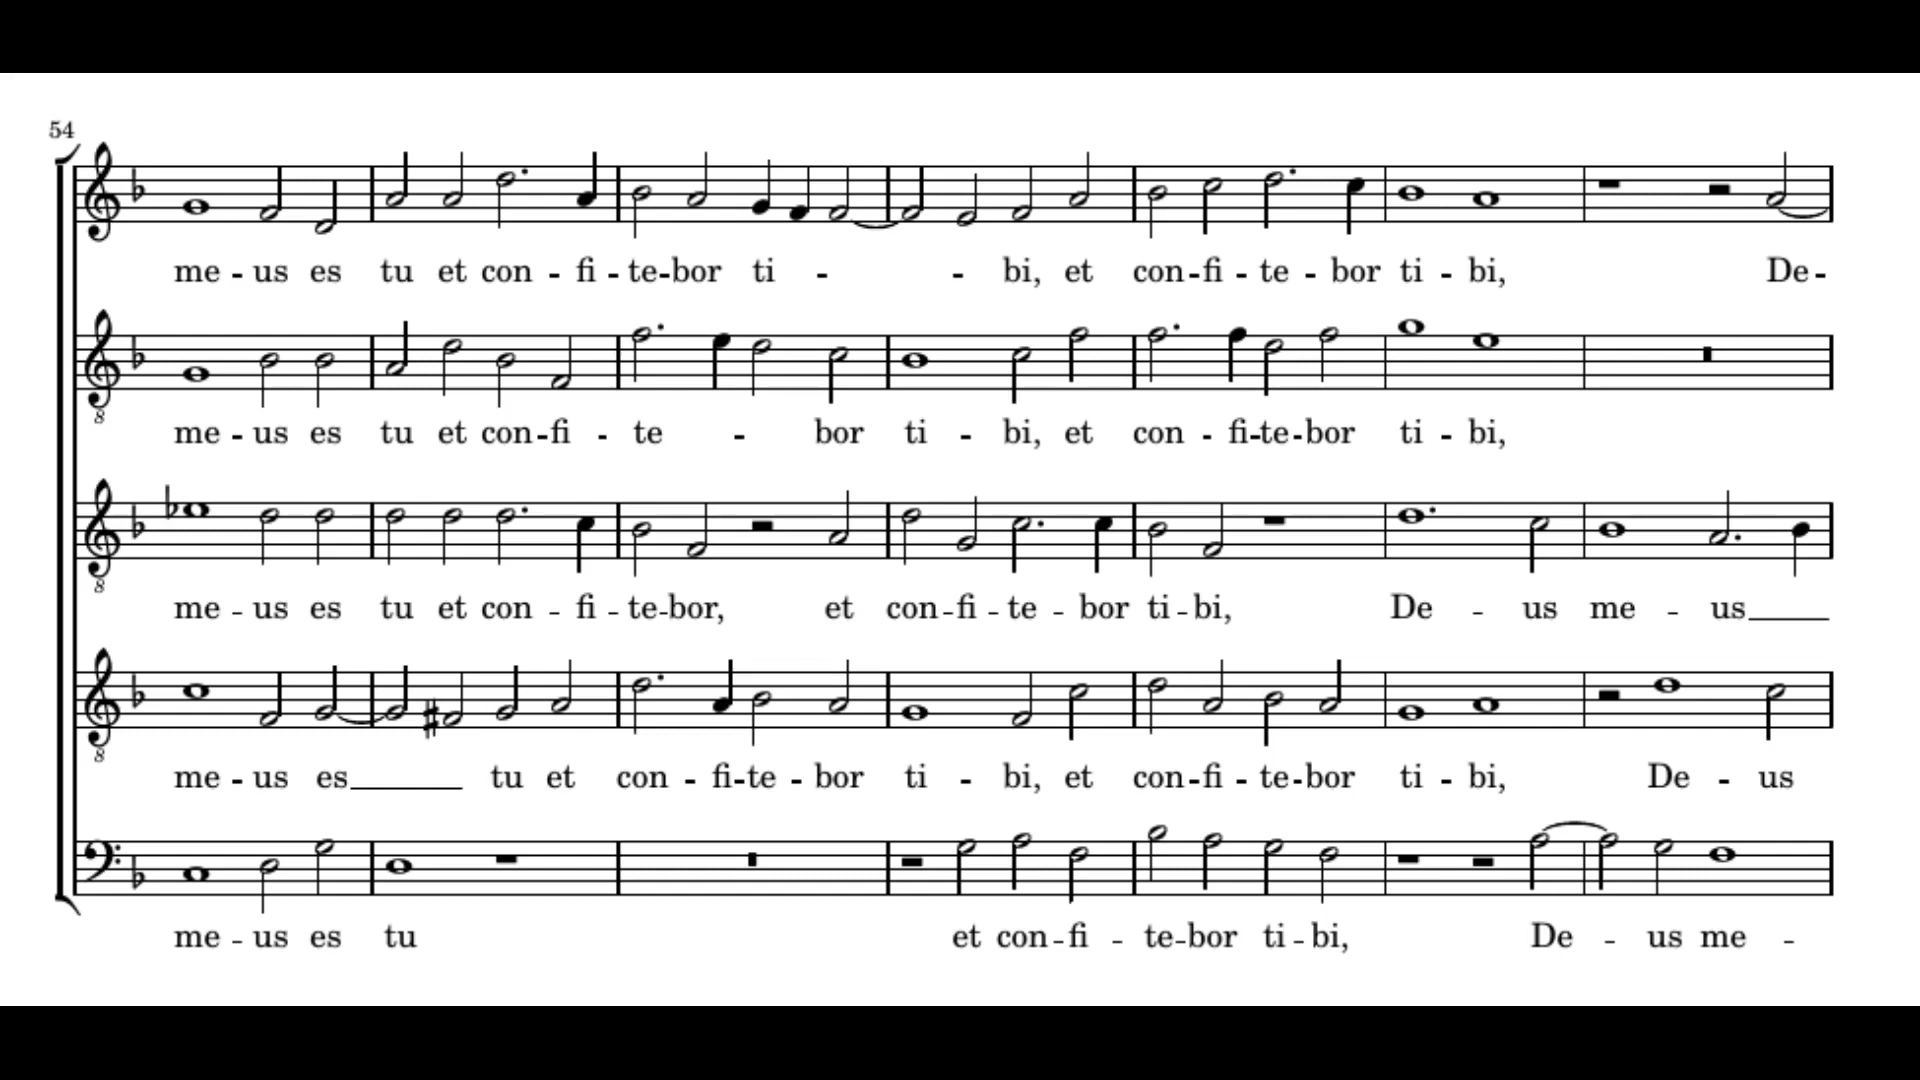 54
me - us es tu et con - fi - te - bor ti - - bi, et con - fi - te - bor ti - bi, De -
8
me - us es tu et con - fi - te - bor ti - bi, et con - fi - te - bor ti - bi,
8
me - us es tu et con - fi - te - bor, et con - fi - te - bor ti - bi, De - us me - us
8
me - us es tu et con - fi - te - bor ti - bi, et con - fi - te - bor ti - bi, De - us
me - us es tu et con - fi - te - bor ti - bi, De - us me -